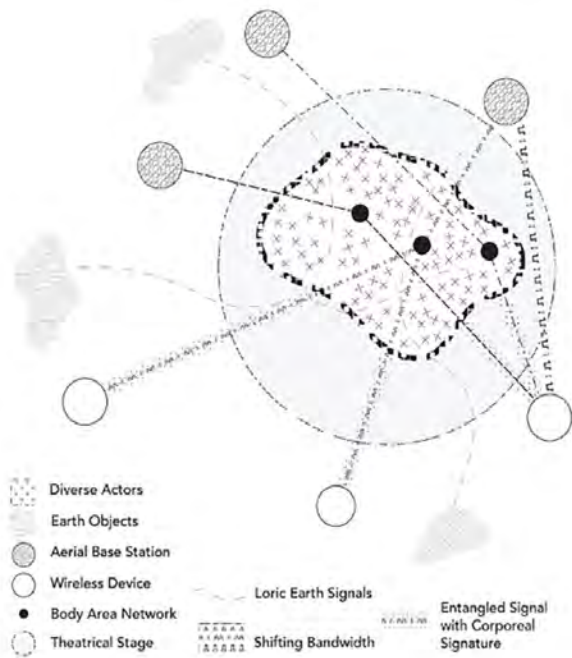 Diverse Actors
Earth Objects
Aerial Base Station
Wireless Device
Body Area Network
Theatrical Stage
Loric Earth Signals
Shifting Bandwidth
Entangled Signal
with Corporeal
Signature